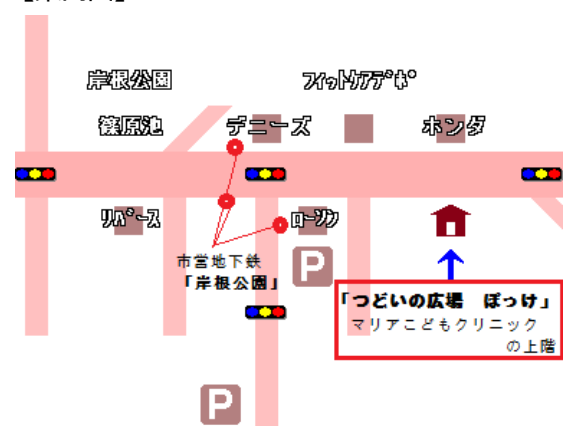 岸根公園
フィットケアデポ
篠原池
デニーズ
ホンダ
リパース
ローソン
市営地下鉄
「岸根公園」
P
「つどいの広場 ぽっけ」
マリアこどもクリニック
の上階
P